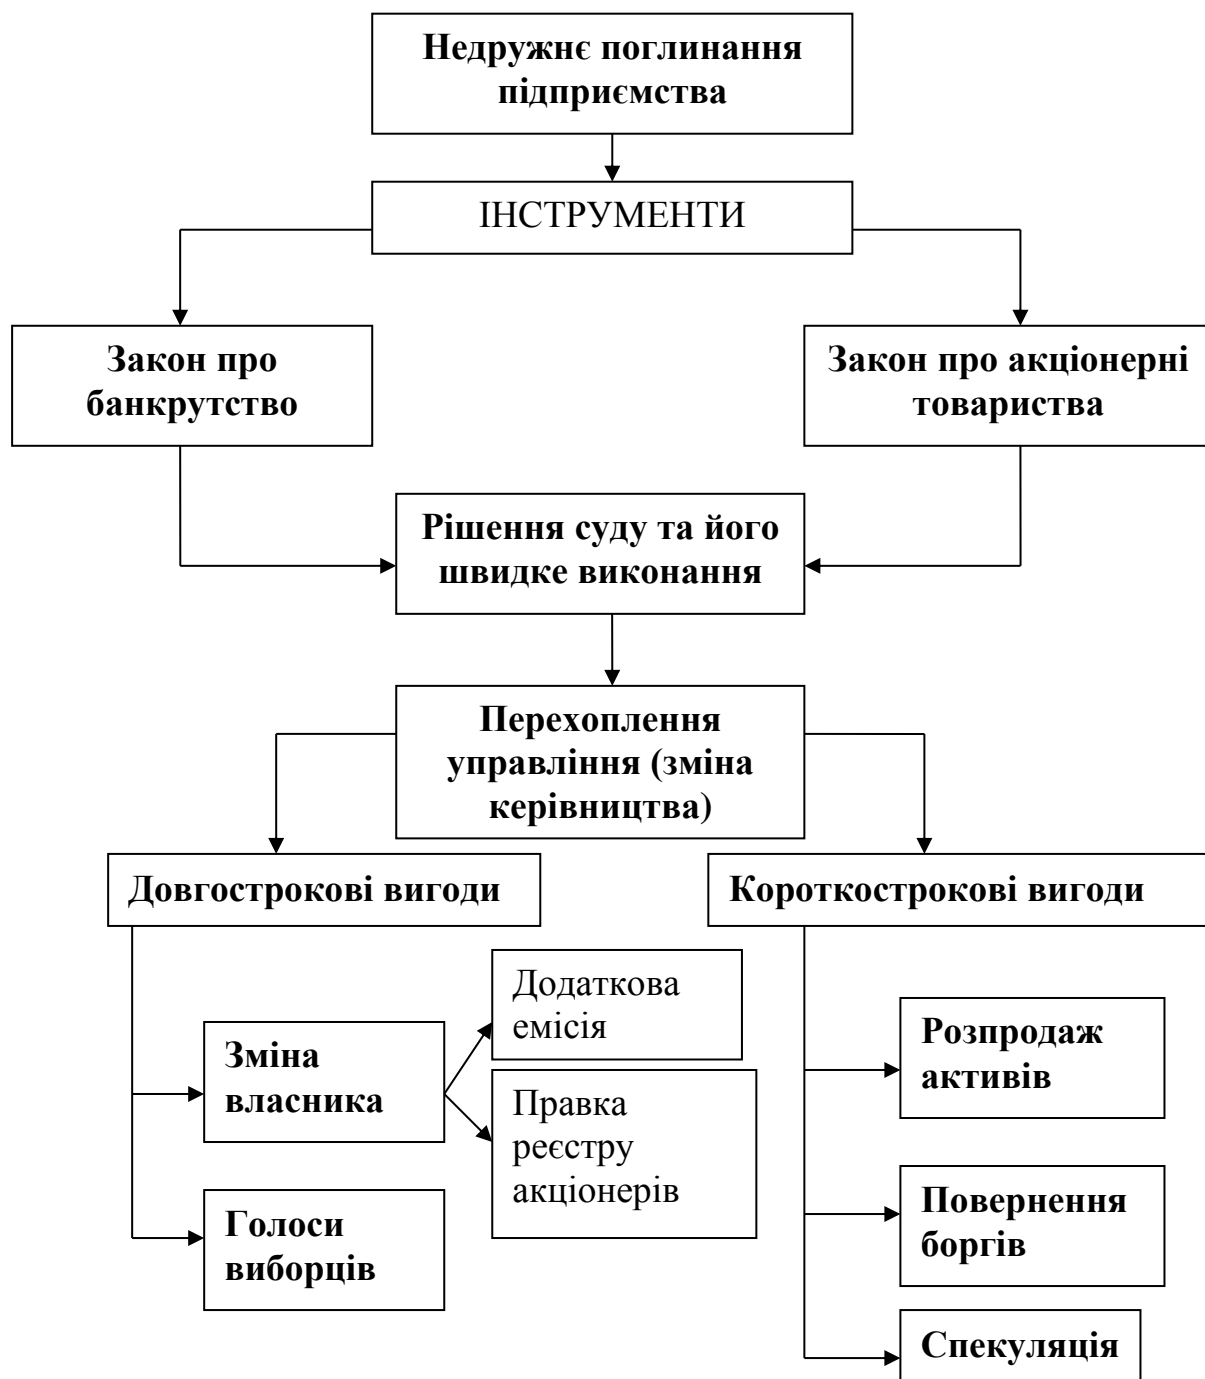 Недружнє поглинання
підприємства
ІНСТРУМЕНТИ
Закон про
банкрутство
Закон про акціонерні
товариства
Рішення суду та його
швидке виконання
Перехоплення
управління (зміна
керівництва)
Довгострокові вигоди
Короткострокові вигоди
Додаткова
емісія
Зміна
власника
Правка
реєстру
акціонерів
Голоси
виборців
Розпродаж
активів
Повернення
боргів
Спекуляція